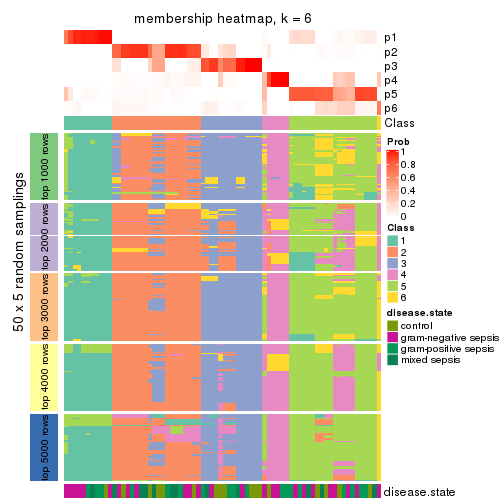 membership heatmap, k = 6
p1
p2
p3
p4
p5
p6
Class
50 x 5 random samplings
top 1000 rows
top 2000 rows
top 3000 rows
top 4000 rows
top 5000 rows
Prob
1
0.8
0.6
0.4
0.2
0
Class
1
2
3
4
5
6
disease.state
control
gram-negative sepsis
gram-positive sepsis
mixed sepsis
disease.state